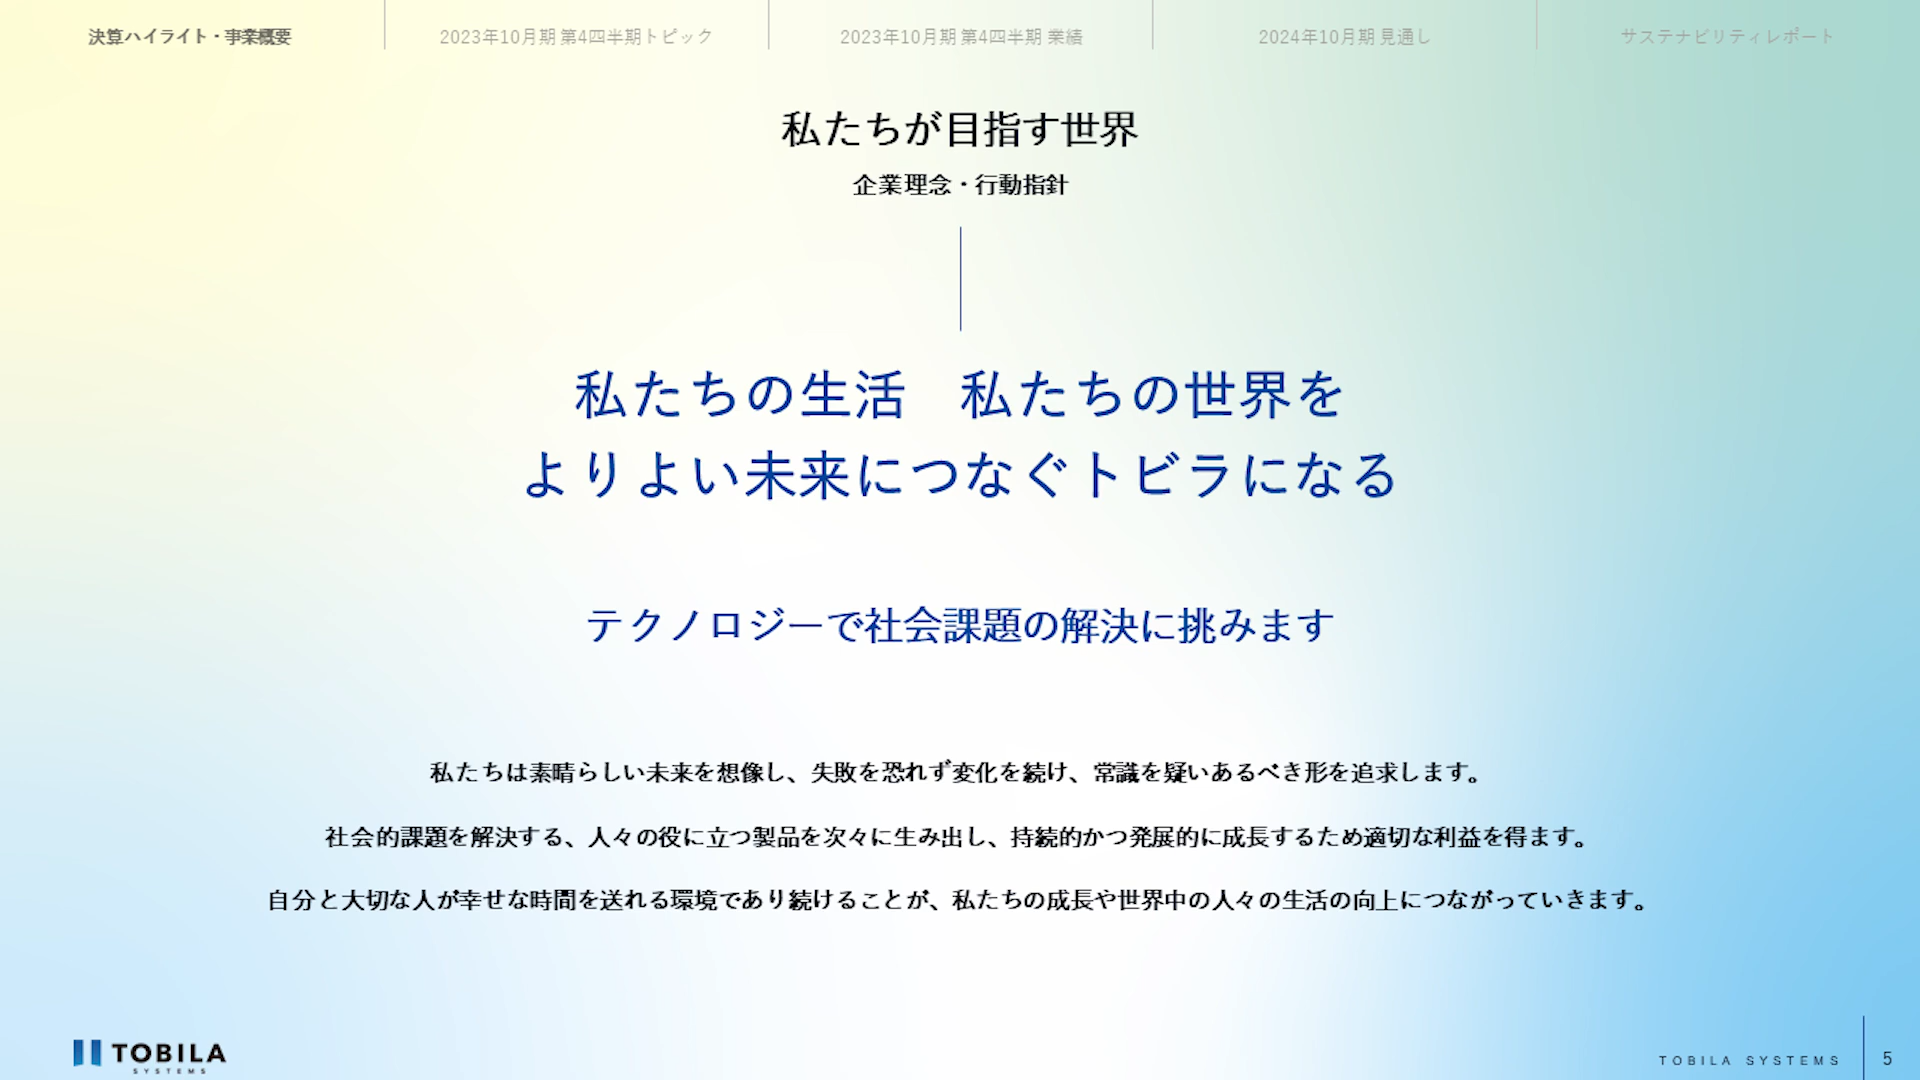 決算ハイライト・事業概要
2023年10月期 第4四半期トピック
2023年10月期 第4四半期 業績
2024年10月期 見通し
サステナビリティレポート
私たちが目指す世界
企業理念・行動指針
私たちの生活　私たちの世界を
よりよい未来につなぐトビラになる
テクノロジーで社会課題の解決に挑みます
私たちは素晴らしい未来を想像し、失敗を恐れず変化を続け、常識を疑いあるべき形を追求します。
社会的課題を解決する、人々の役に立つ製品を次々に生み出し、持続的かつ発展的に成長するため適切な利益を得ます。
自分と大切な人が幸せな時間を送れる環境であり続けることが、私たちの成長や世界中の人々の生活の向上につながっていきます。
TOBILA
SYSTEMS
TOBILA SYSTEMS
5